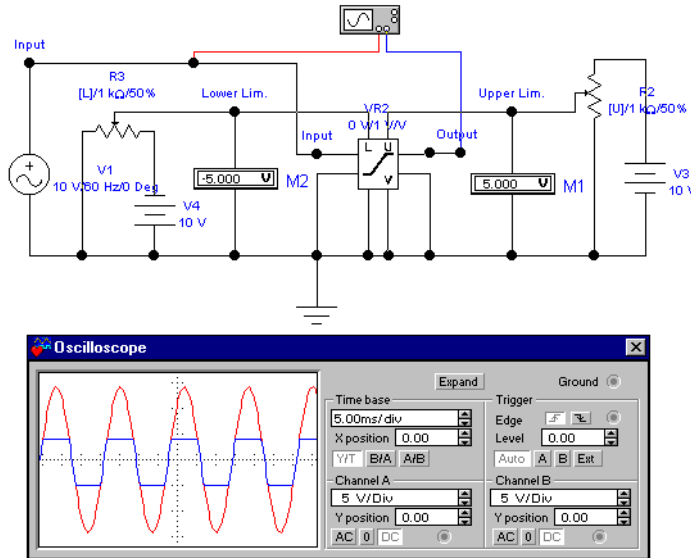 Input
R3
[L]/1 kΩ/50%
Lower Lim.
VR2
0 V/1 V/V
Upper Lim.
R2
[U]/1 kΩ/50%
Input
Output
L U
V
V1
10 V/60 Hz/0 Deg
-5.000 V
M2
5.000 V
M1
V3
10 V
V4
10 V
Oscilloscope
Expand
Ground
Time base
5.00ms/div
X position 0.00
Y/T B/A A/B
Trigger
Edge
Level 0.00
Auto A B Ext
Channel A
5 V/Div
Y position 0.00
AC 0 DC
Channel B
5 V/Div
Y position 0.00
AC 0 DC